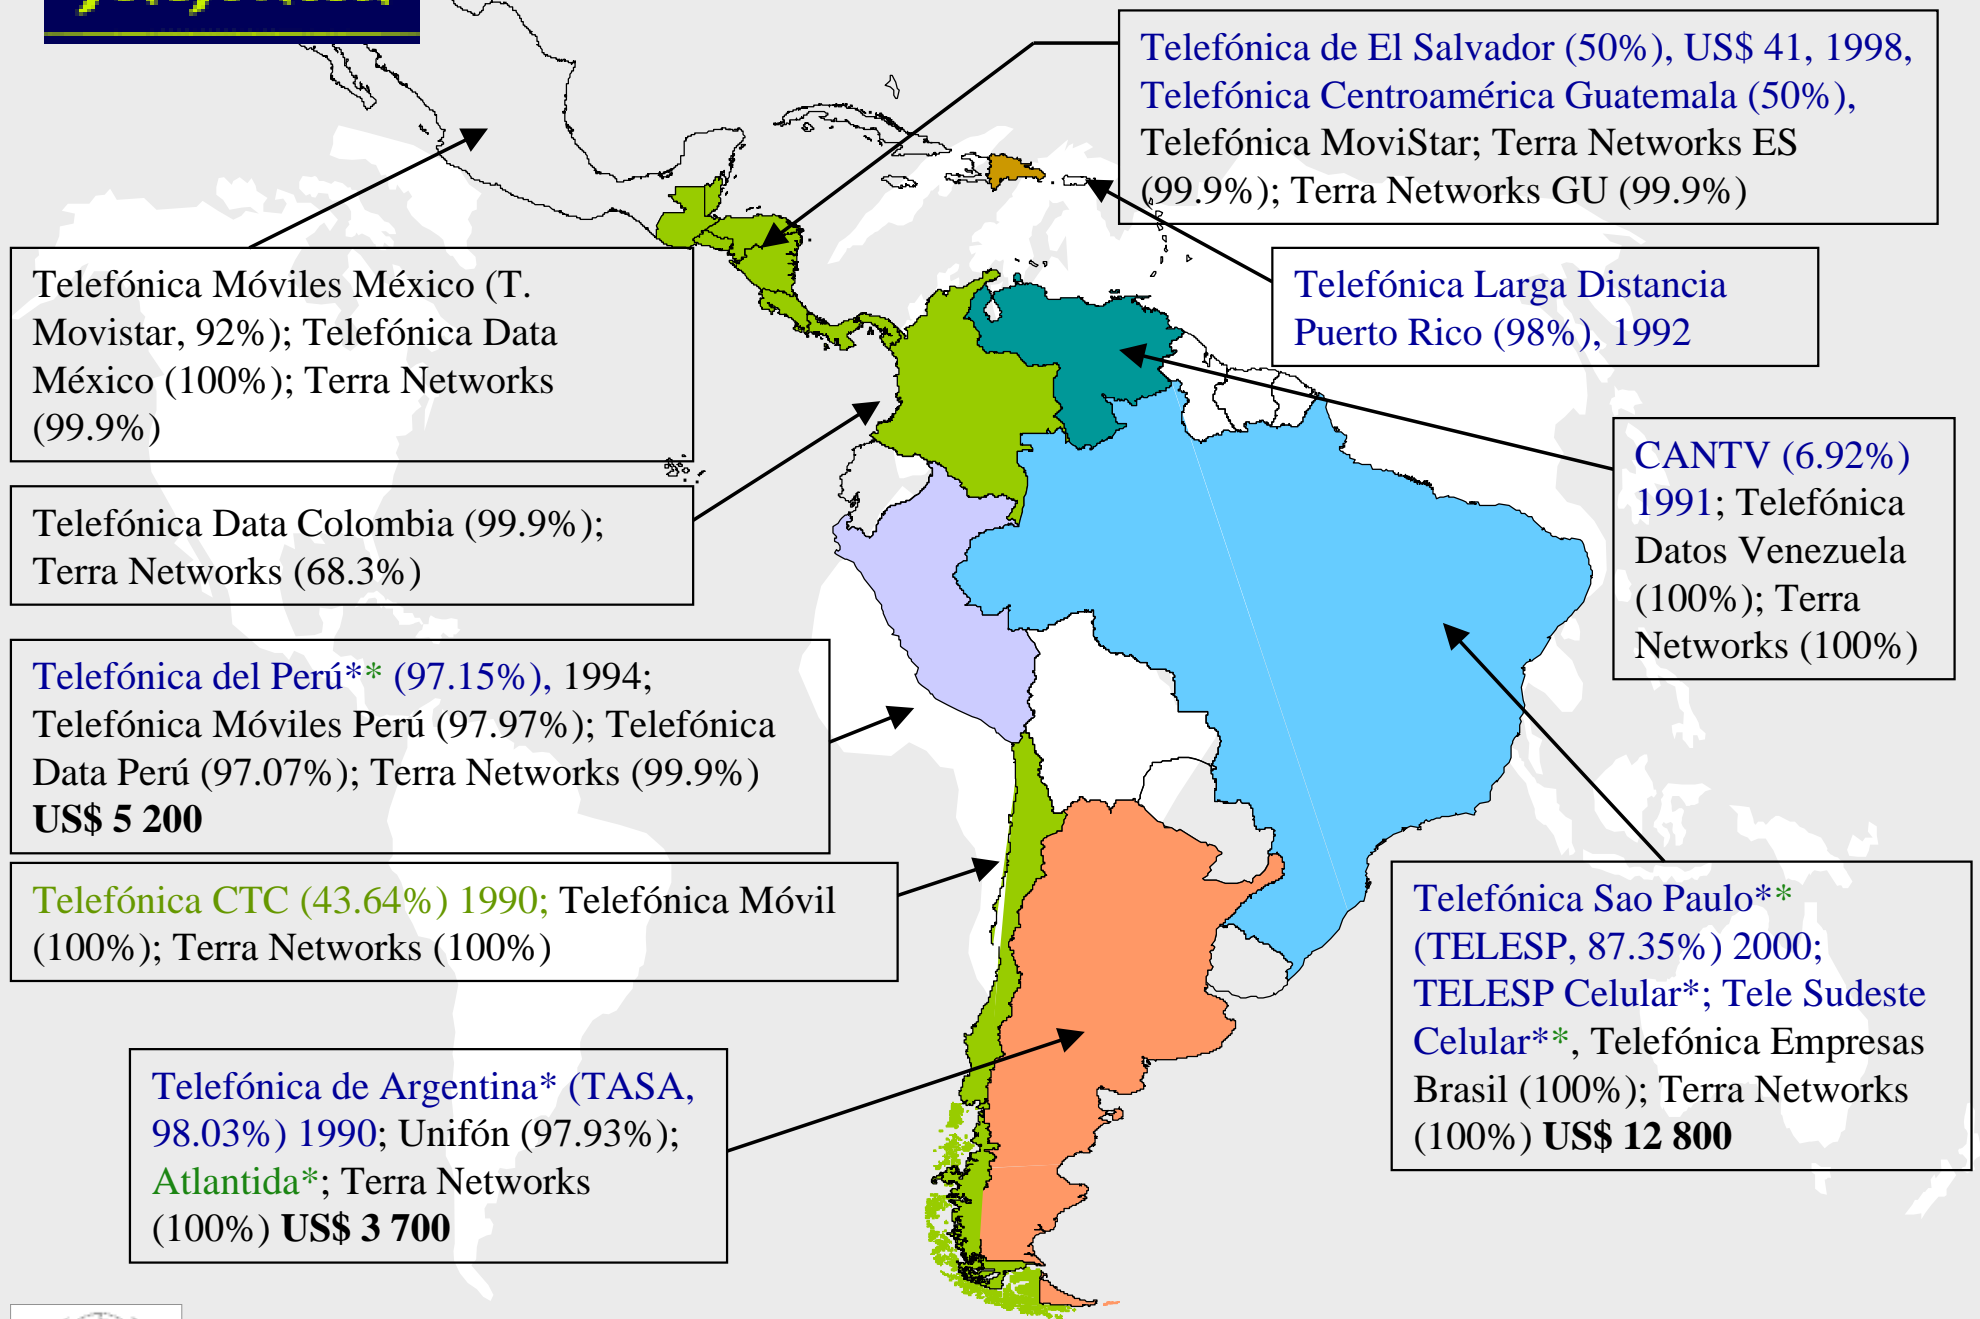 Telefónica de El Salvador (50%), US$ 41, 1998,
Telefónica Centroamérica Guatemala (50%),
Telefónica MoviStar; Terra Networks ES
(99.9%); Terra Networks GU (99.9%)
Telefónica Móviles México (T.
Movistar, 92%); Telefónica Data
México (100%); Terra Networks
(99.9%)
Telefónica Larga Distancia
Puerto Rico (98%), 1992
CANTV (6.92%)
1991; Telefónica
Datos Venezuela
(100%); Terra
Networks (100%)
Telefónica Data Colombia (99.9%);
Terra Networks (68.3%)
Telefónica del Perú** (97.15%), 1994;
Telefónica Móviles Perú (97.97%); Telefónica
Data Perú (97.07%); Terra Networks (99.9%)
US$ 5 200
Telefónica CTC (43.64%) 1990; Telefónica Móvil
(100%); Terra Networks (100%)
Telefónica Sao Paulo**
(TELESP, 87.35%) 2000;
TELESP Celular*; Tele Sudeste
Celular**, Telefónica Empresas
Brasil (100%); Terra Networks
(100%) US$ 12 800
Telefónica de Argentina* (TASA,
98.03%) 1990; Unifón (97.93%);
Atlantida*; Terra Networks
(100%) US$ 3 700